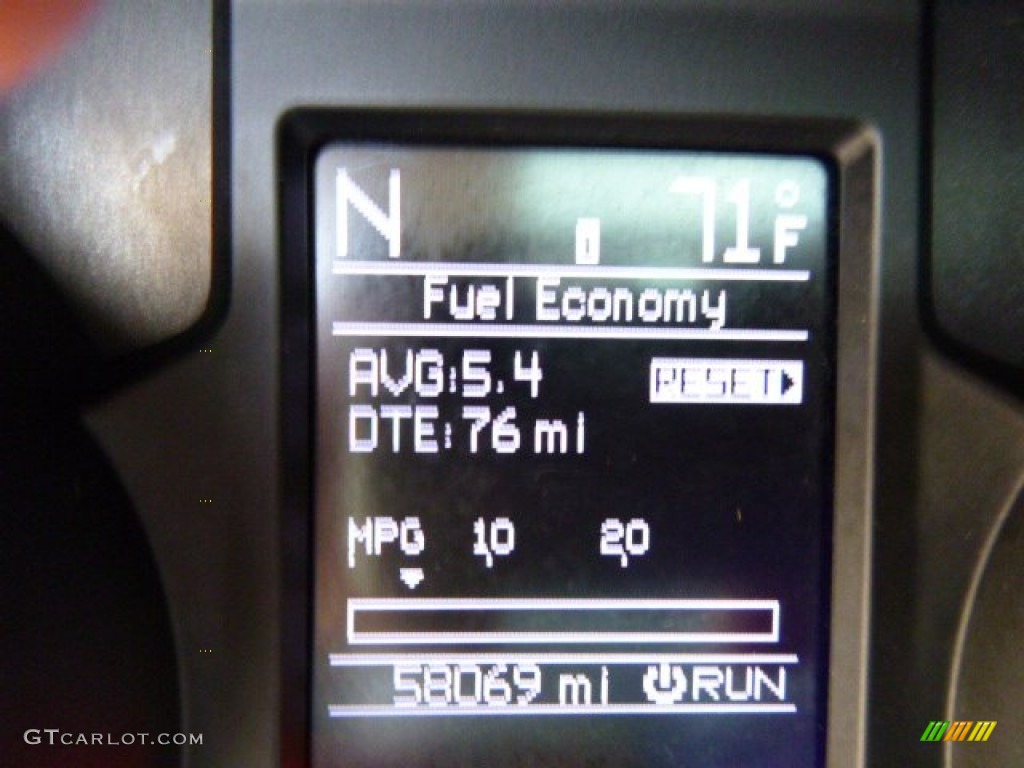 N 71°F
Fuel Economy
AVG:5.4 RESET
DTE:76 mi
MPG 10 20
58069 mi RUN
GTCARLOT.COM